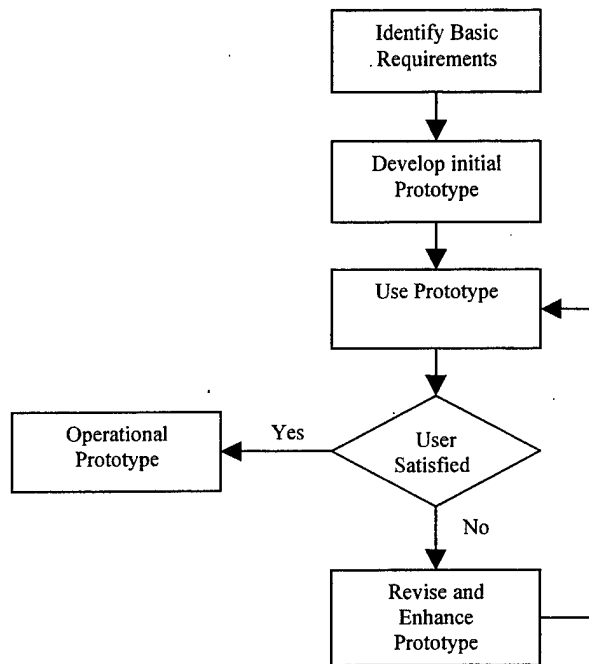 Identify Basic
Requirements
Develop initial
Prototype
Use Prototype
User
Satisfied
Yes
Operational
Prototype
No
Revise and
Enhance
Prototype